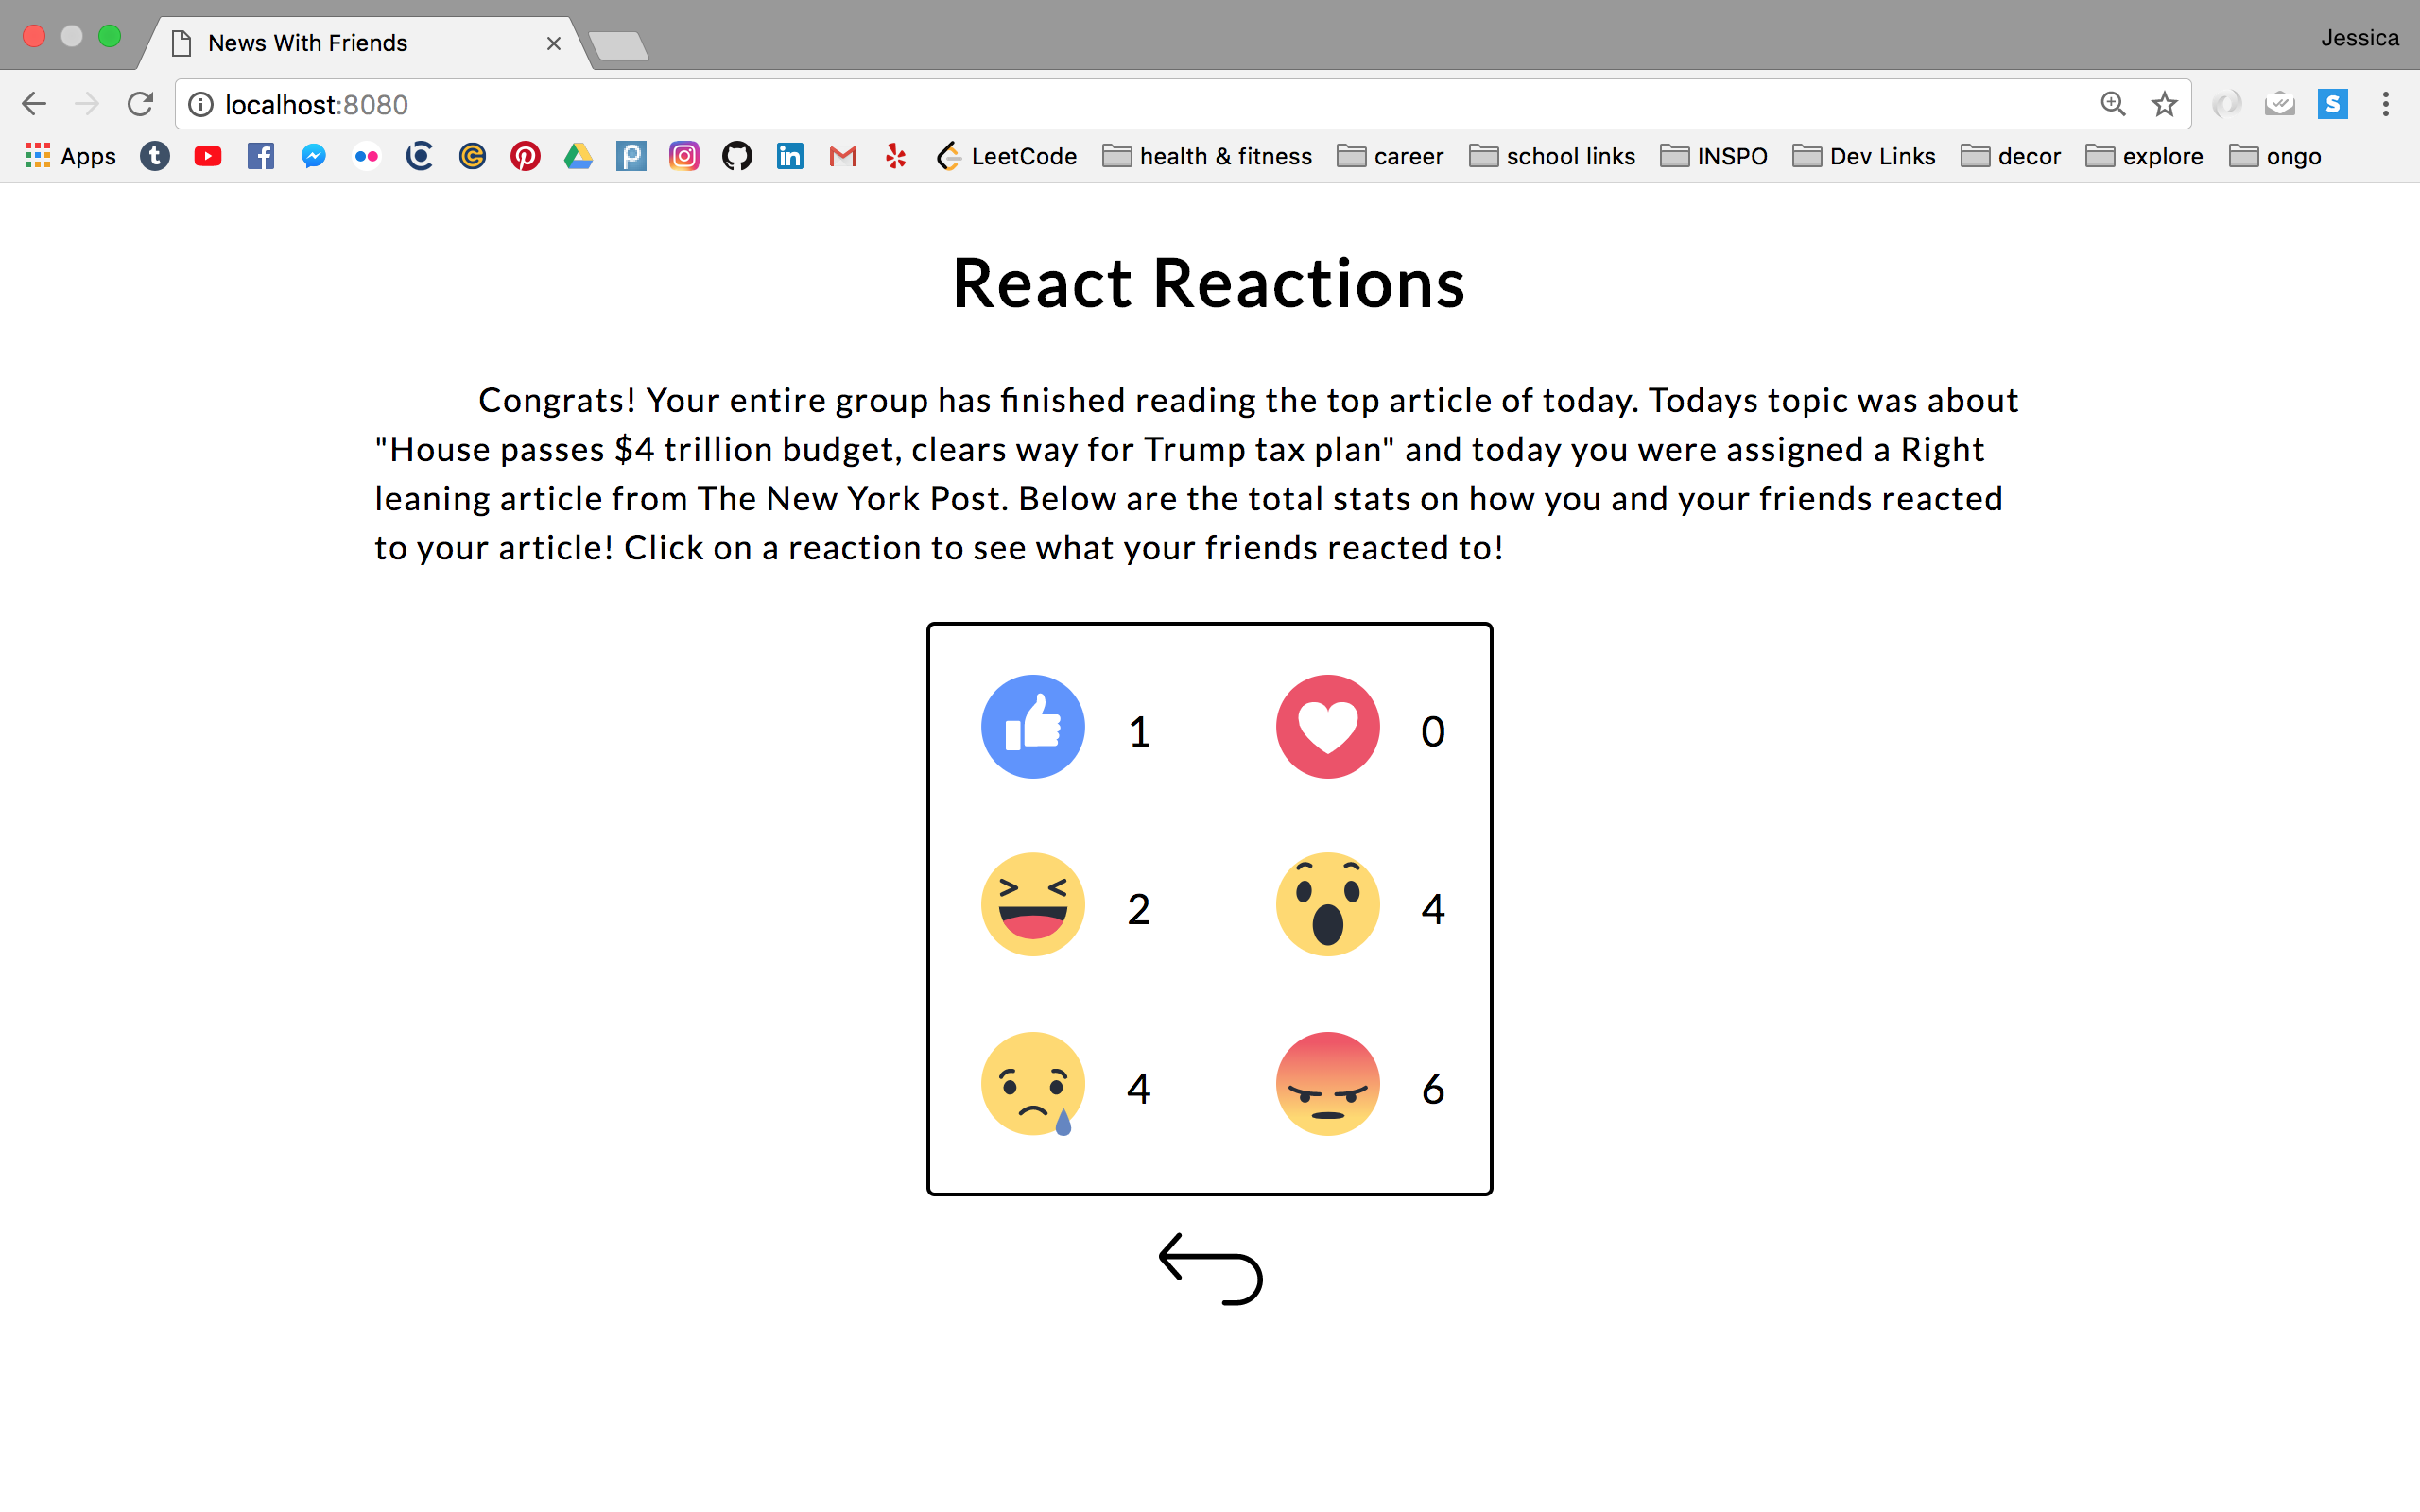 News With Friends
Jessica
localhost:8080
Apps LeetCode health & fitness career school links INSPO Dev Links decor explore ongo
React Reactions
Congrats! Your entire group has finished reading the top article of today. Todays topic was about
"House passes $4 trillion budget, clears way for Trump tax plan" and today you were assigned a Right
leaning article from The New York Post. Below are the total stats on how you and your friends reacted
to your article! Click on a reaction to see what your friends reacted to!
1 0
2 4
4 6